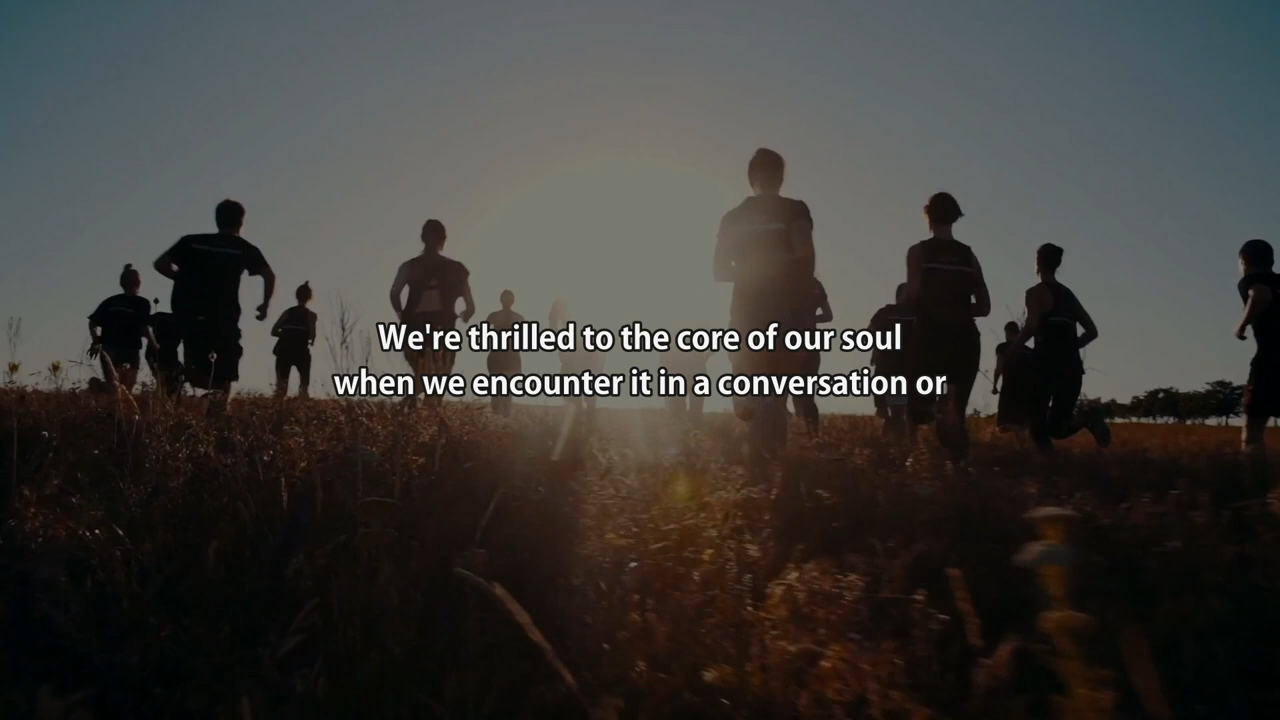 We're thrilled to the core of our soul
when we encounter it in a conversation or